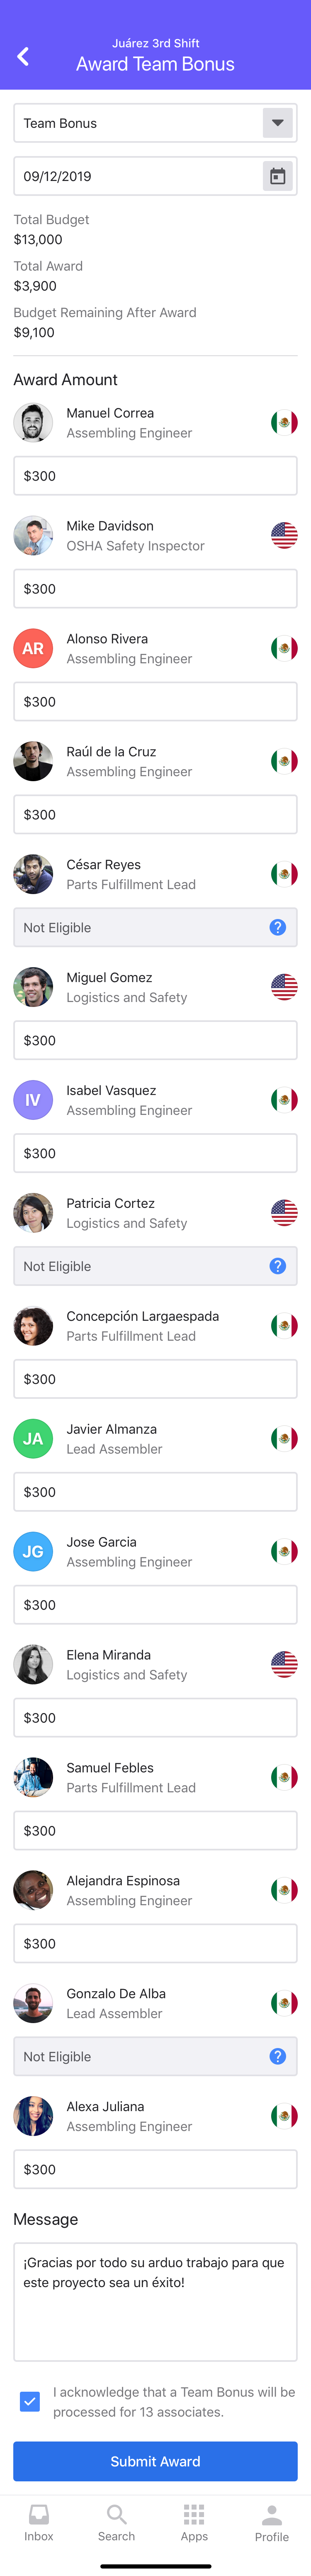 Juárez 3rd Shift
Award Team Bonus
Team Bonus
09/12/2019
Total Budget
$13,000
Total Award
$3,900
Budget Remaining After Award
$9,100
Award Amount
Manuel Correa
Assembling Engineer
$300
Mike Davidson
OSHA Safety Inspector
$300
AR
Alonso Rivera
Assembling Engineer
$300
Raúl de la Cruz
Assembling Engineer
$300
César Reyes
Parts Fulfillment Lead
Not Eligible ?
Miguel Gomez
Logistics and Safety
$300
IV
Isabel Vasquez
Assembling Engineer
$300
Patricia Cortez
Logistics and Safety
Not Eligible ?
Concepción Largaespada
Parts Fulfillment Lead
$300
JA
Javier Almanza
Lead Assembler
$300
JG
Jose Garcia
Assembling Engineer
$300
Elena Miranda
Logistics and Safety
$300
Samuel Febles
Parts Fulfillment Lead
$300
Alejandra Espinosa
Assembling Engineer
$300
Gonzalo De Alba
Lead Assembler
Not Eligible ?
Alexa Juliana
Assembling Engineer
$300
Message
¡Gracias por todo su arduo trabajo para que
este proyecto sea un éxito!
I acknowledge that a Team Bonus will be
processed for 13 associates.
Submit Award
Inbox Search Apps Profile